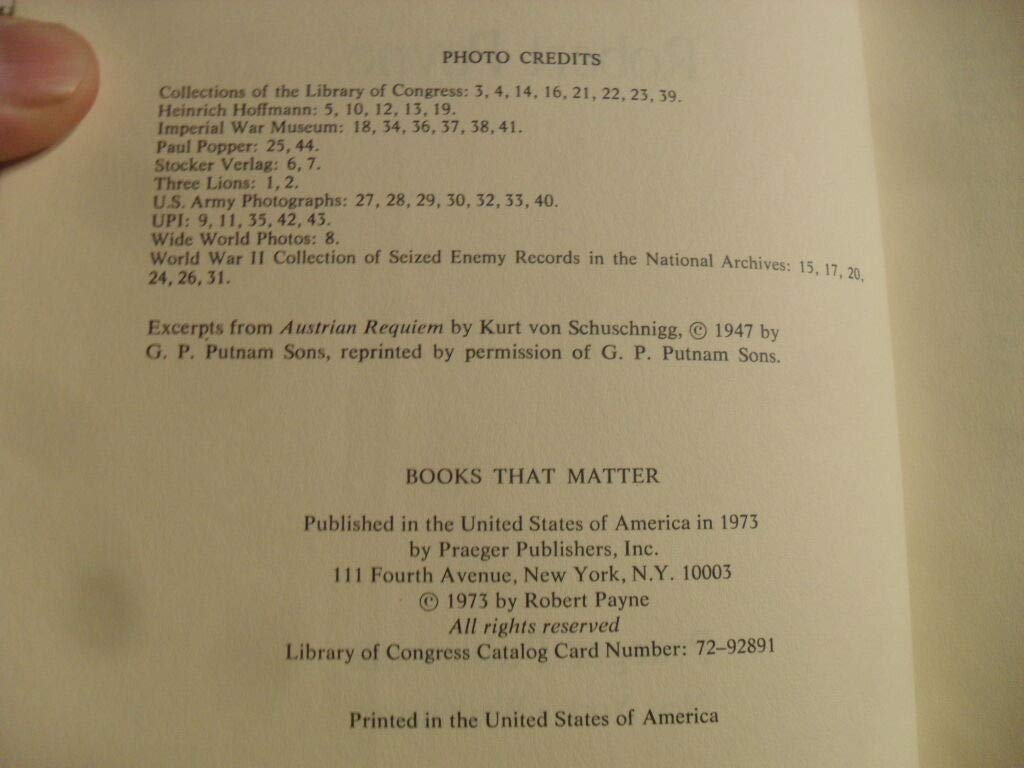 PHOTO CREDITS
Collections of the Library of Congress: 3, 4, 14, 16, 21, 22, 23, 39.
Heinrich Hoffmann: 5, 10, 12, 13, 19.
Imperial War Museum: 18, 34, 36, 37, 38, 41.
Paul Popper: 25, 44.
Stocker Verlag: 6, 7.
Three Lions: 1, 2.
U.S. Army Photographs: 27, 28, 29, 30, 32, 33, 40.
UPI: 9, 11, 35, 42, 43.
Wide World Photos: 8.
World War II Collection of Seized Enemy Records in the National Archives: 15, 17, 20,
24, 26, 31.
Excerpts from Austrian Requiem by Kurt von Schuschnigg, © 1947 by
G. P. Putnam Sons, reprinted by permission of G. P. Putnam Sons.
BOOKS THAT MATTER
Published in the United States of America in 1973
by Praeger Publishers, Inc.
111 Fourth Avenue, New York, N.Y. 10003
© 1973 by Robert Payne
All rights reserved
Library of Congress Catalog Card Number: 72–92891
Printed in the United States of America